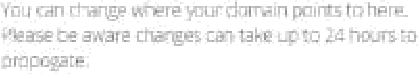 You can change where your domain points to here.
Please be aware changes can take up to 24 hours to
propogate.